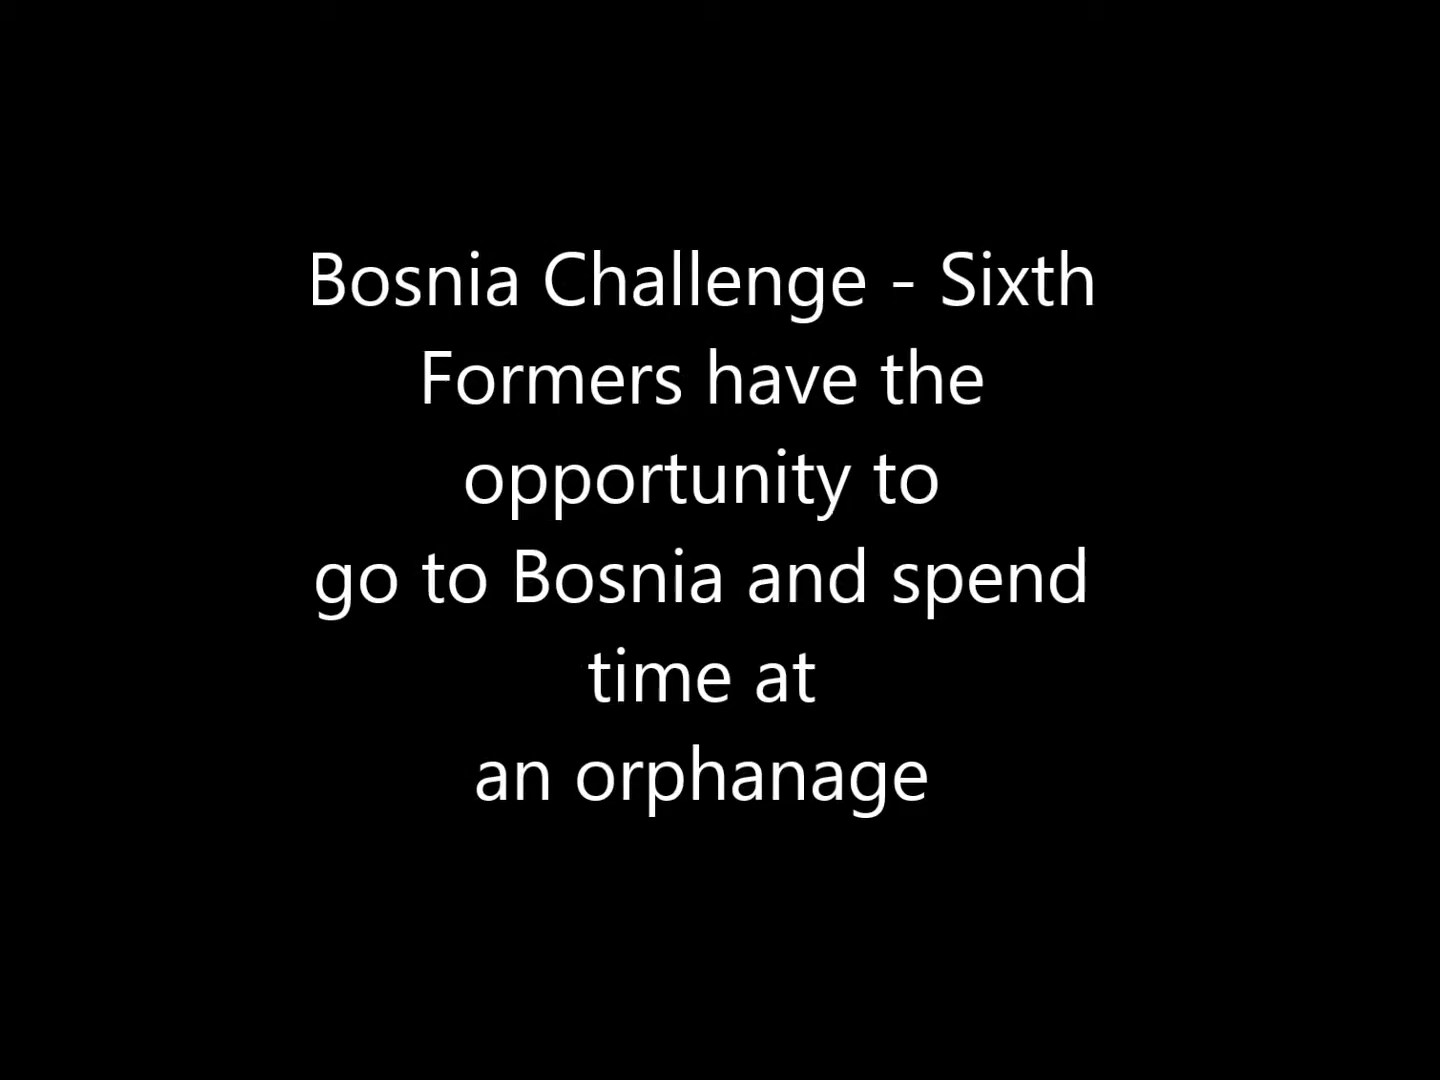 Bosnia Challenge - Sixth
Formers have the
opportunity to
go to Bosnia and spend
time at
an orphanage